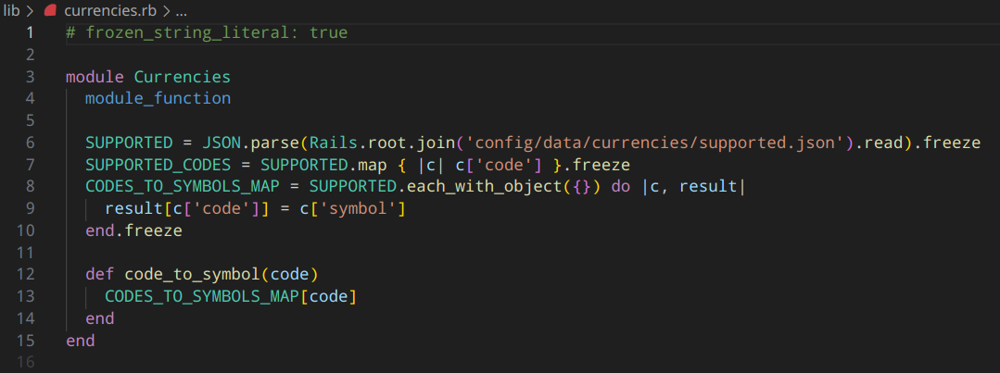 lib > currencies.rb > ...
1 # frozen_string_literal: true
2
3 module Currencies
4   module_function
5
6   SUPPORTED = JSON.parse(Rails.root.join('config/data/currencies/supported.json').read).freeze
7   SUPPORTED_CODES = SUPPORTED.map { |c| c['code'] }.freeze
8   CODES_TO_SYMBOLS_MAP = SUPPORTED.each_with_object({}) do |c, result|
9     result[c['code']] = c['symbol']
10   end.freeze
11
12   def code_to_symbol(code)
13     CODES_TO_SYMBOLS_MAP[code]
14   end
15 end
16